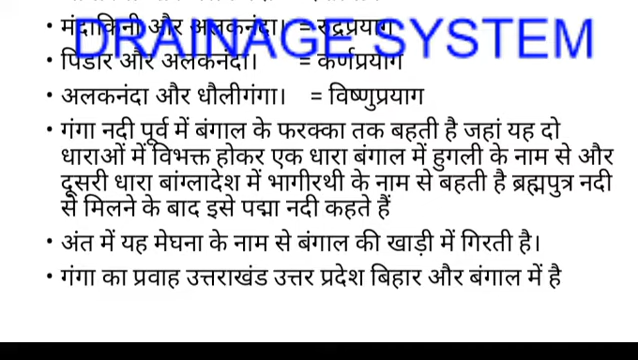 DRAINAGE SYSTEM
• मंदाकिनी और अलकनंदा। = रुद्रप्रयाग
• पिंडार और अलकनंदा। = कर्णप्रयाग
• अलकनंदा और धौलीगंगा। = विष्णुप्रयाग
• गंगा नदी पूर्व में बंगाल के फरक्का तक बहती है जहां यह दो
धाराओं में विभक्त होकर एक धारा बंगाल में हुगली के नाम से और
दूसरी धारा बांग्लादेश में भागीरथी के नाम से बहती है ब्रह्मपुत्र नदी
से मिलने के बाद इसे पद्मा नदी कहते हैं
• अंत में यह मेघना के नाम से बंगाल की खाड़ी में गिरती है।
• गंगा का प्रवाह उत्तराखंड उत्तर प्रदेश बिहार और बंगाल में है